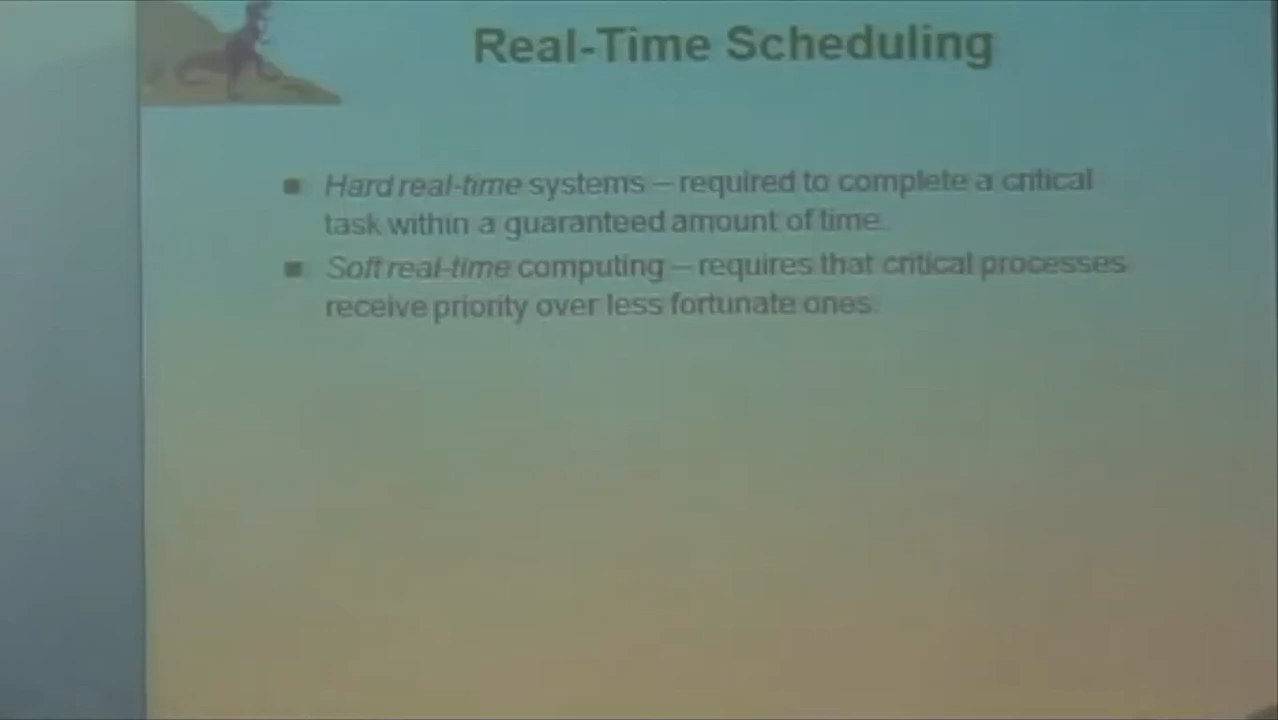 Real-Time Scheduling
Hard real-time systems – required to complete a critical
task within a guaranteed amount of time.
Soft real-time computing – requires that critical processes
receive priority over less fortunate ones.